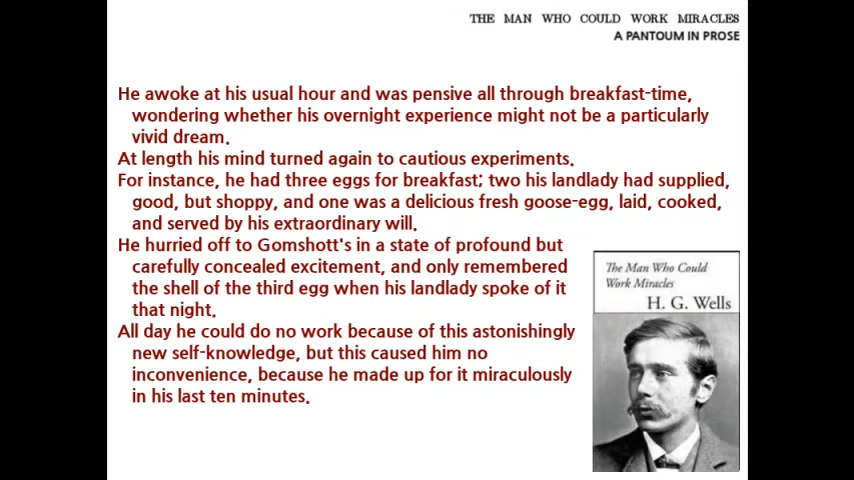 THE MAN WHO COULD WORK MIRACLES
A PANTOUM IN PROSE
He awoke at his usual hour and was pensive all through breakfast-time,
wondering whether his overnight experience might not be a particularly
vivid dream.
At length his mind turned again to cautious experiments.
For instance, he had three eggs for breakfast; two his landlady had supplied,
good, but shoppy, and one was a delicious fresh goose-egg, laid, cooked,
and served by his extraordinary will.
He hurried off to Gomshott's in a state of profound but
carefully concealed excitement, and only remembered
the shell of the third egg when his landlady spoke of it
that night.
All day he could do no work because of this astonishingly
new self-knowledge, but this caused him no
inconvenience, because he made up for it miraculously
in his last ten minutes.
The Man Who Could
Work Miracles
H. G. Wells